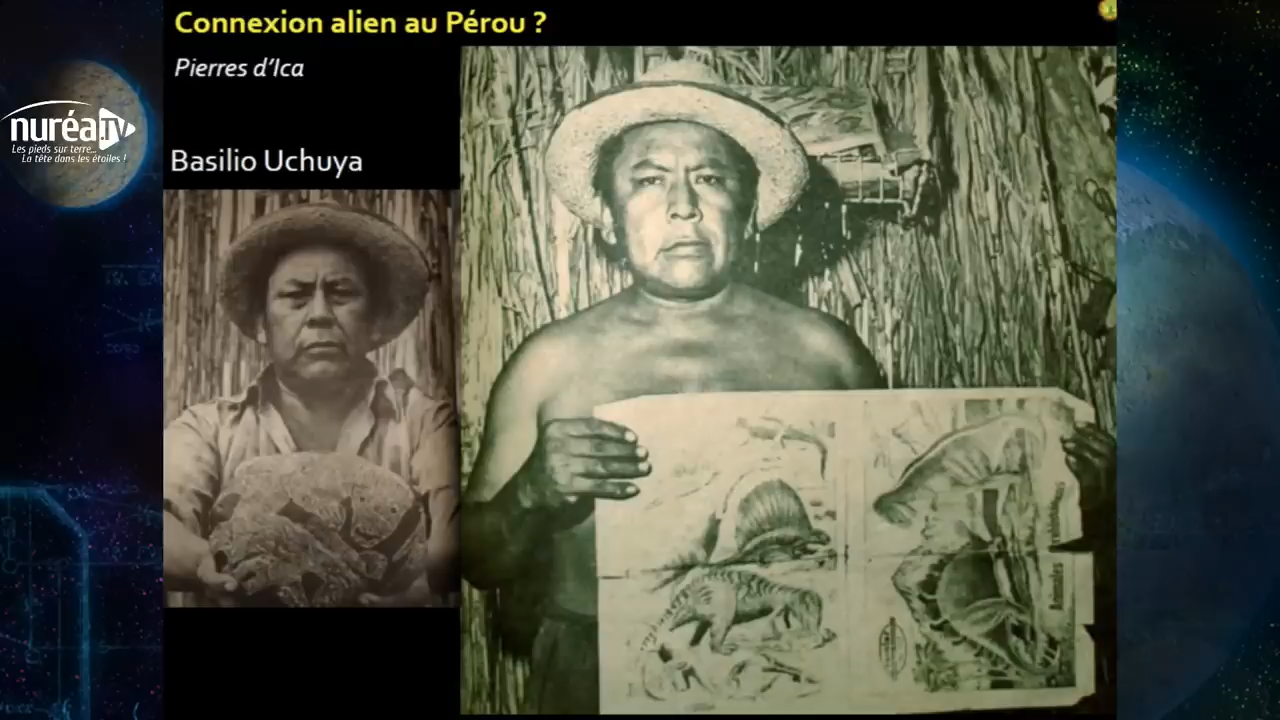 Connexion alien au Pérou ?
Pierres d'Ica
nuréa TV
Les pieds sur terre...
La tête dans les étoiles !
Basilio Uchuya
Animales